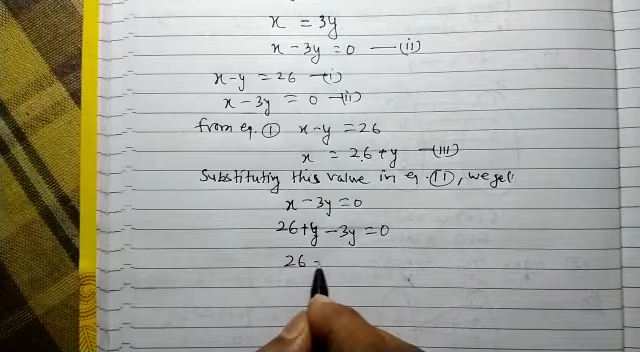 x = 3y
x - 3y = 0 —(ii)
x-y = 26 —(i)
x - 3y = 0 —(ii)
from eq. ① x-y = 26
x = 26 + y —(III)
Substituting this value in eq. (II), we get
x - 3y = 0
26 + y - 3y = 0
26 -